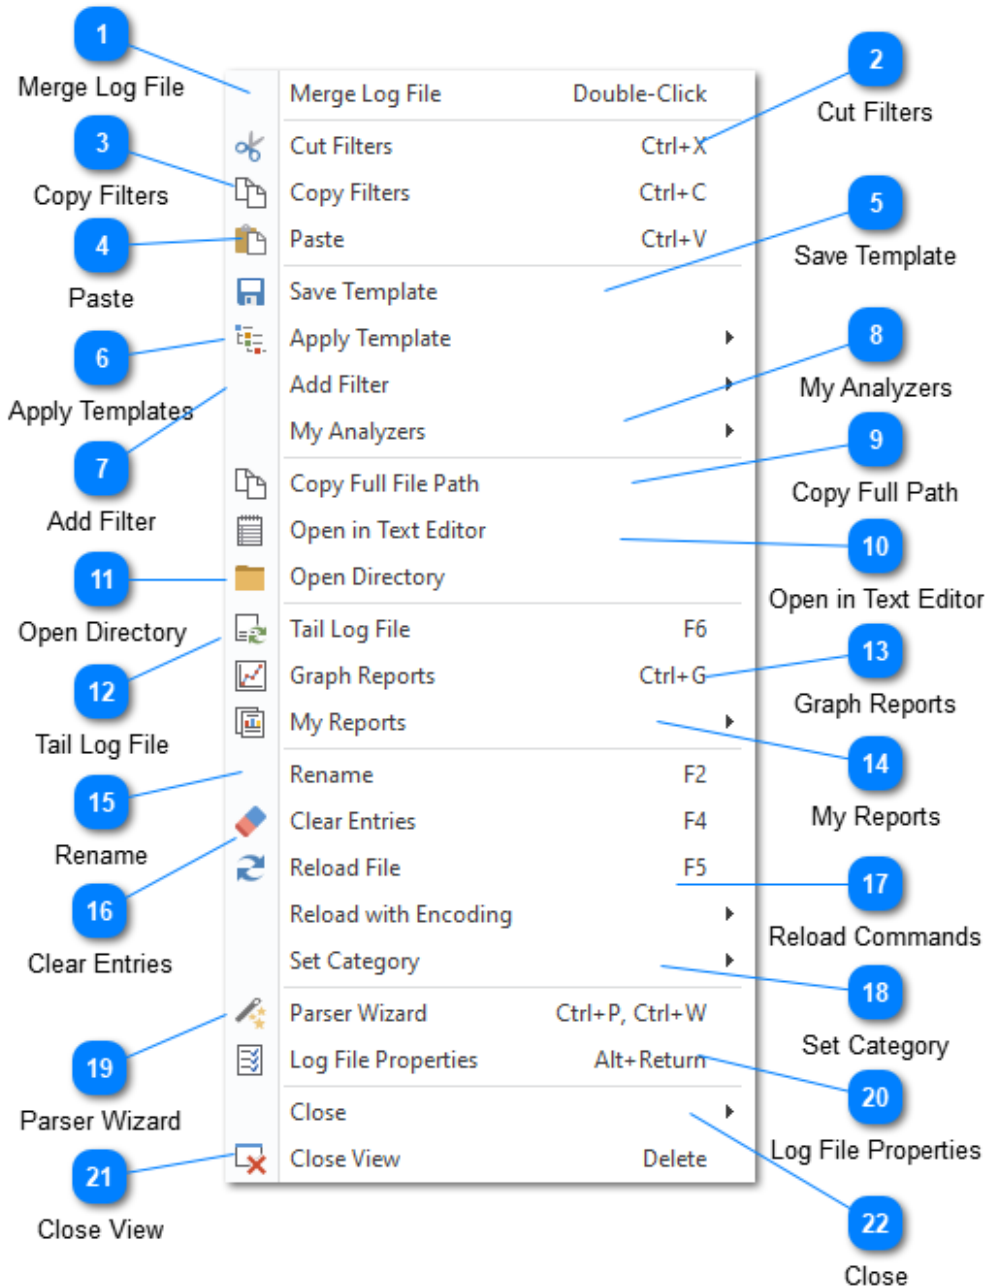 1
Merge Log File
2
Cut Filters
3
Copy Filters
4
Paste
5
Save Template
6
Apply Templates
7
Add Filter
8
My Analyzers
9
Copy Full Path
10
Open in Text Editor
11
Open Directory
12
Tail Log File
13
Graph Reports
14
My Reports
15
Rename
16
Clear Entries
17
Reload Commands
18
Set Category
19
Parser Wizard
20
Log File Properties
21
Close View
22
Close
Merge Log File Double-Click
Cut Filters Ctrl+X
Copy Filters Ctrl+C
Paste Ctrl+V
Save Template
Apply Template
Add Filter
My Analyzers
Copy Full File Path
Open in Text Editor
Open Directory
Tail Log File F6
Graph Reports Ctrl+G
My Reports
Rename F2
Clear Entries F4
Reload File F5
Reload with Encoding
Set Category
Parser Wizard Ctrl+P, Ctrl+W
Log File Properties Alt+Return
Close
Close View Delete